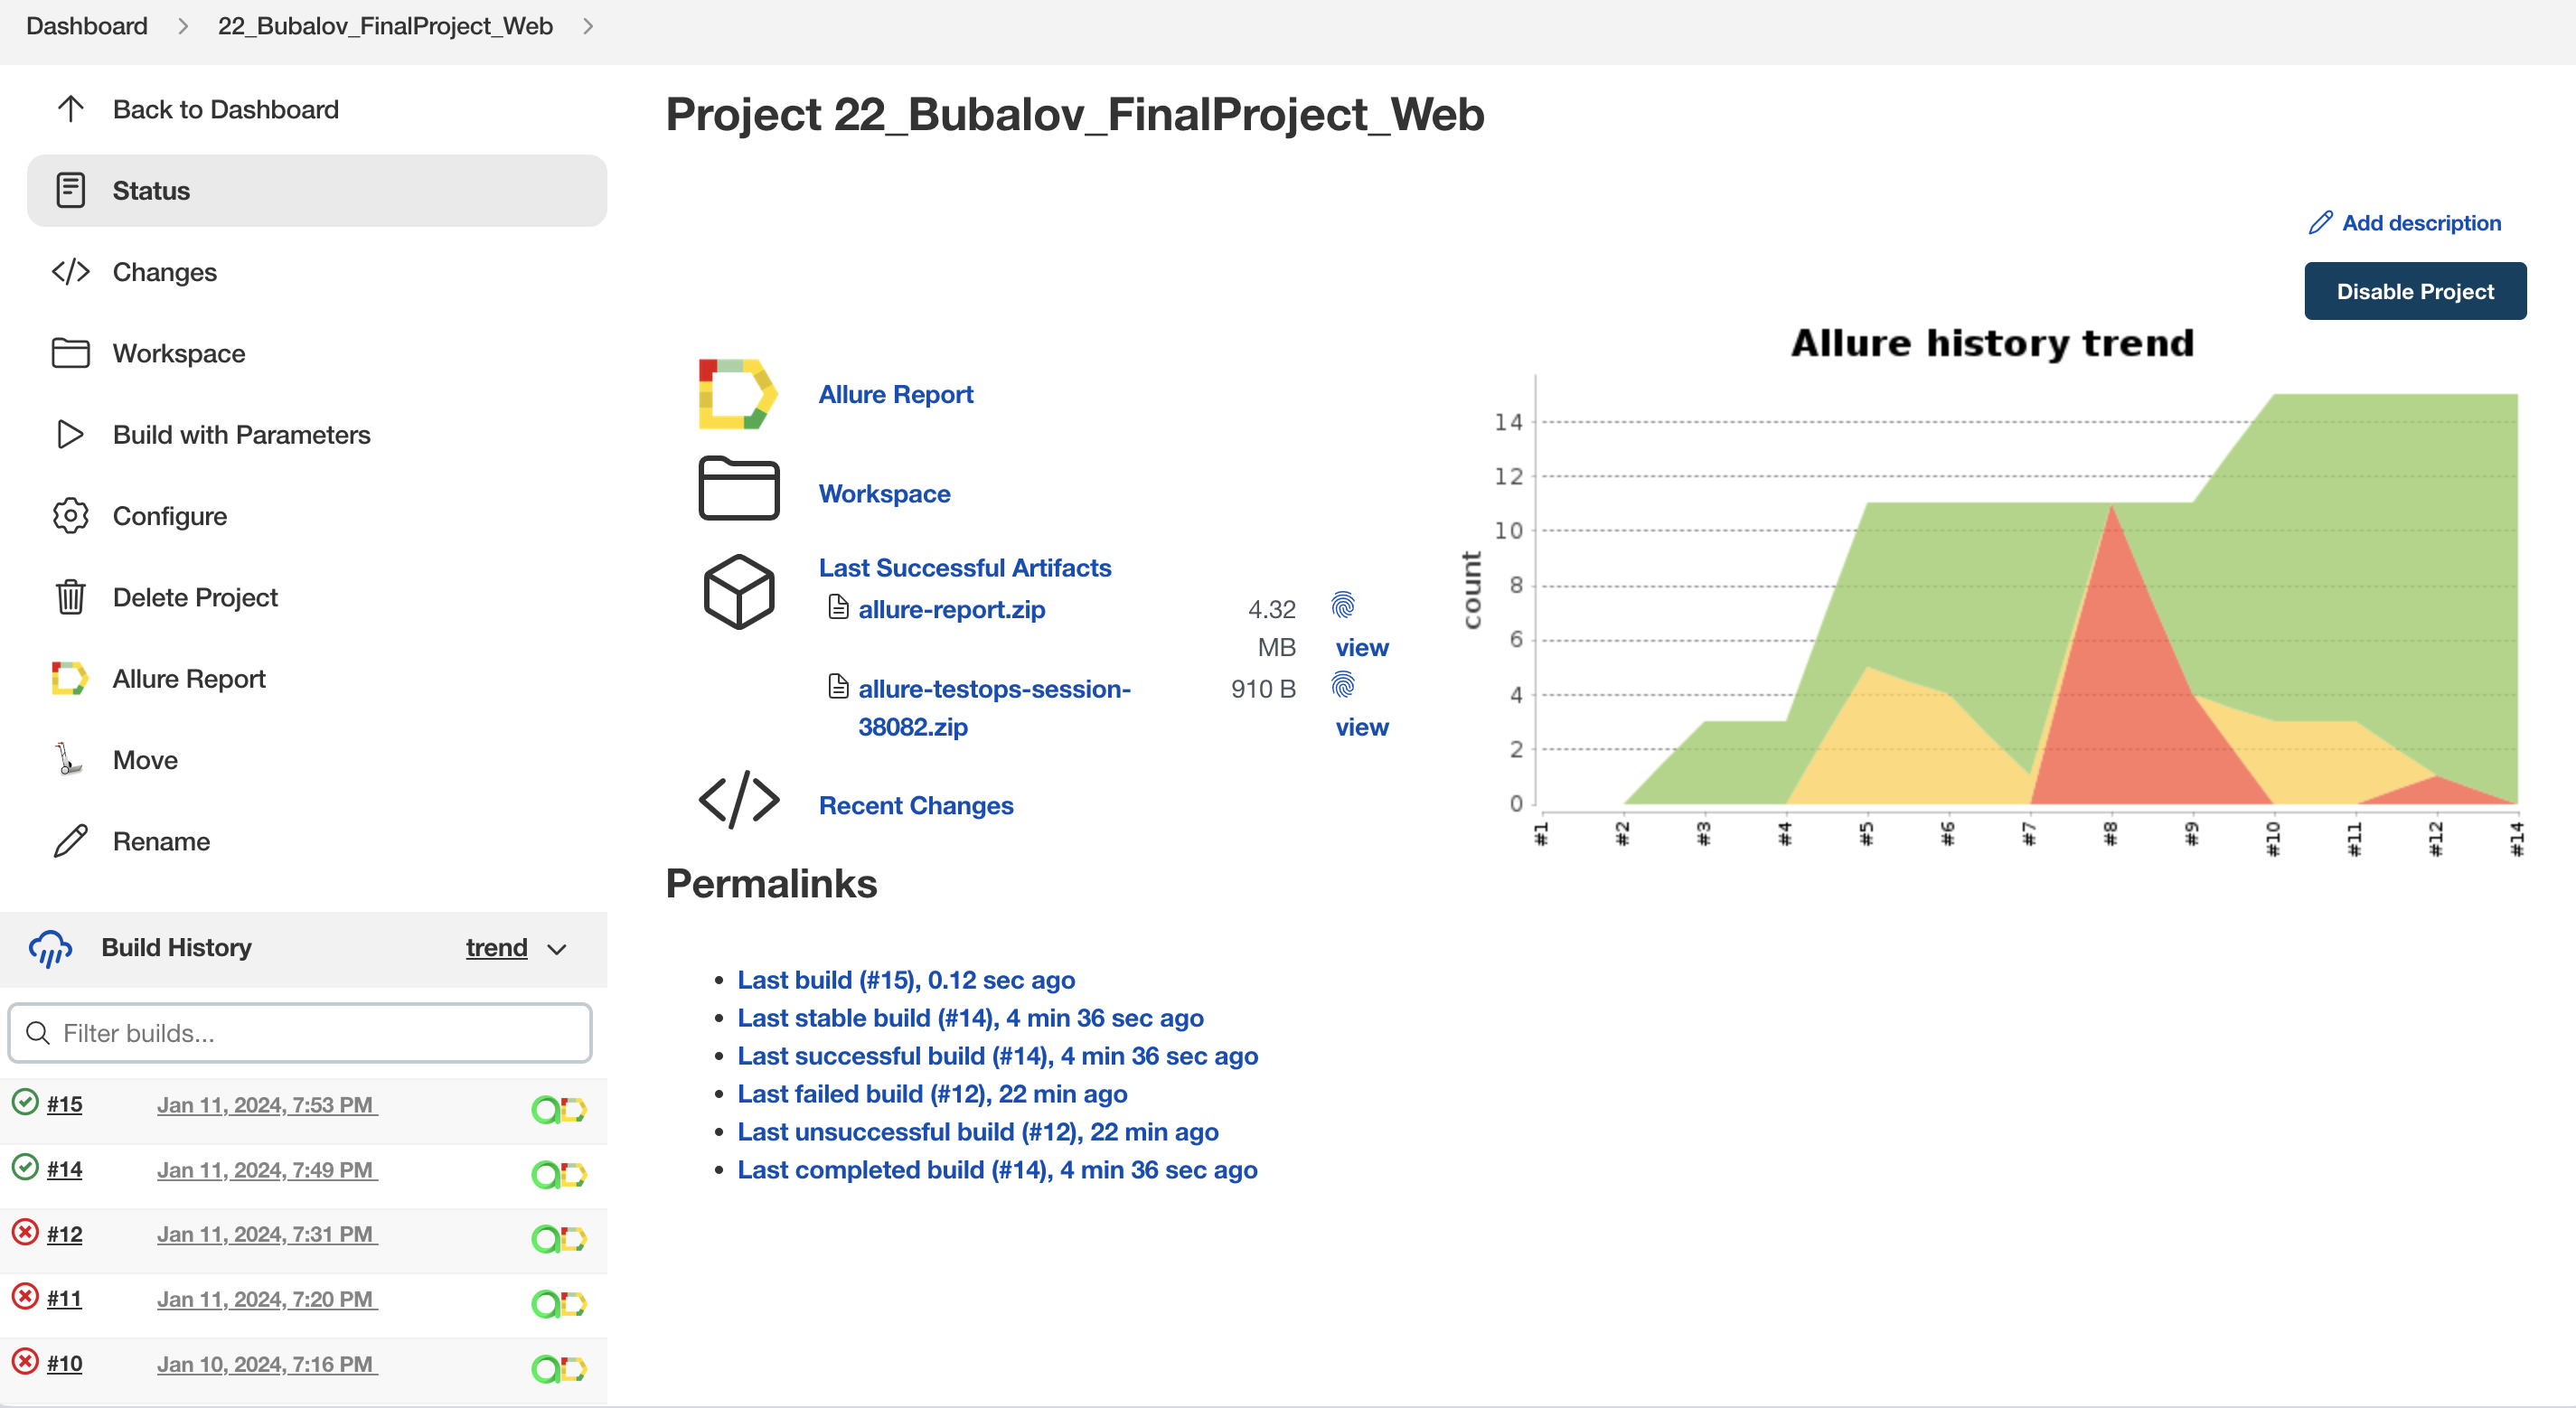 Dashboard
22_Bubalov_FinalProject_Web
Back to Dashboard
Status
Changes
Workspace
Build with Parameters
Configure
Delete Project
Allure Report
Move
Rename
Build History
trend
Filter builds...
#15
Jan 11, 2024, 7:53 PM
#14
Jan 11, 2024, 7:49 PM
#12
Jan 11, 2024, 7:31 PM
#11
Jan 11, 2024, 7:20 PM
#10
Jan 10, 2024, 7:16 PM
Project 22_Bubalov_FinalProject_Web
Add description
Disable Project
Allure Report
Workspace
Last Successful Artifacts
allure-report.zip
4.32
MB
view
allure-testops-session-
38082.zip
910 B
view
Recent Changes
Allure history trend
count
14
12
10
8
6
4
2
0
#1
#2
#3
#4
#5
#6
#7
#8
#9
#10
#11
#12
#14
Permalinks
Last build (#15), 0.12 sec ago
Last stable build (#14), 4 min 36 sec ago
Last successful build (#14), 4 min 36 sec ago
Last failed build (#12), 22 min ago
Last unsuccessful build (#12), 22 min ago
Last completed build (#14), 4 min 36 sec ago